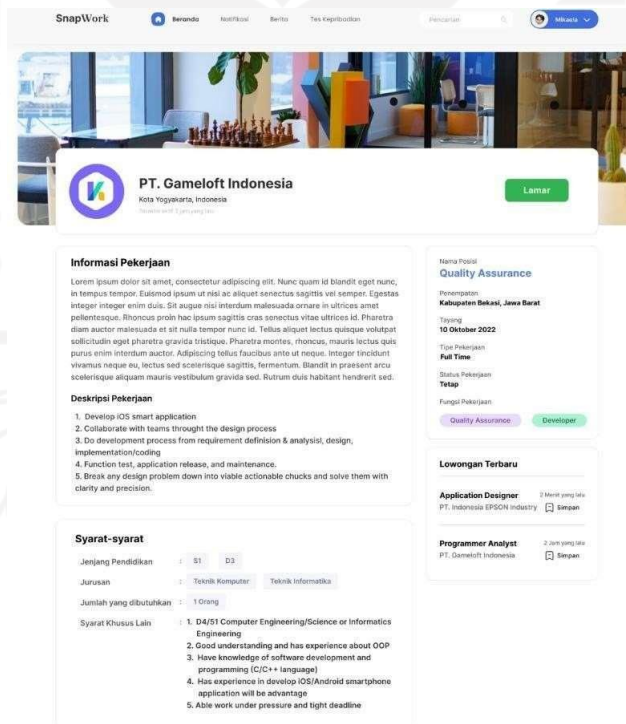 SnapWork
Beranda
Notifikasi
Berita
Tes Kepribadian
Pencarian
Mikasia
PT. Gameloft Indonesia
Kota Yogyakarta, Indonesia
Lamar
Informasi Pekerjaan
Lorem ipsum dolor sit amet, consectetur adipiscing elit. Nunc quam id blandit eget nunc,
in tempus tempor. Euismod ipsum ut nisi ac aliquet senectus sagittis vel semper. Egestas
integer integer enim duis. Sit augue nisi interdum malesuada ornare in ultrices amet
pellentesque. Rhoncus proin hac ipsum sagittis cras senectus vitae ultrices id. Pharetra
diam auctor malesuada et sit nulla tempor nunc id. Tellus aliquet lectus quisque volutpat
sollicitudin eget pharetra gravida tristique. Pharetra montes, rhoncus, mauris lectus quis
purus enim interdum auctor. Adipiscing tellus faucibus ante ut neque. Integer tincidunt
vivamus neque eu, lectus sed scelerisque sagittis, fermentum. Blandit in praesent arcu
scelerisque aliquam mauris vestibulum gravida sed. Rutrum duis habitant hendrerit sed.
Deskripsi Pekerjaan
1. Develop iOS smart application
2. Collaborate with teams throught the design process
3. Do development process from requirement definision & analysisl, design,
implementation/coding
4. Function test, application release, and maintenance.
5. Break any design problem down into viable actionable chucks and solve them with
clarity and precision.
Syarat-syarat
Jenjang Pendidikan : S1 D3
Jurusan : Teknik Komputer Teknik Informatika
Jumlah yang dibutuhkan : 1 Orang
Syarat Khusus Lain : 1. D4/S1 Computer Engineering/Science or Informatics
Engineering
2. Good understanding and has experience about OOP
3. Have knowledge of software development and
programming (C/C++ language)
4. Has experience in develop iOS/Android smartphone
application will be advantage
5. Able work under pressure and tight deadline
Nama Posisi
Quality Assurance
Penempatan
Kabupaten Bekasi, Jawa Barat
Tayang
10 Oktober 2022
Tipe Pekerjaan
Full Time
Status Pekerjaan
Tetap
Fungsi Pekerjaan
Quality Assurance
Developer
Lowongan Terbaru
Application Designer 2 Menit yang lalu
PT. Indonesia EPSON Industry Simpan
Programmer Analyst 2 Jam yang lalu
PT. Gameloft Indonesia Simpan